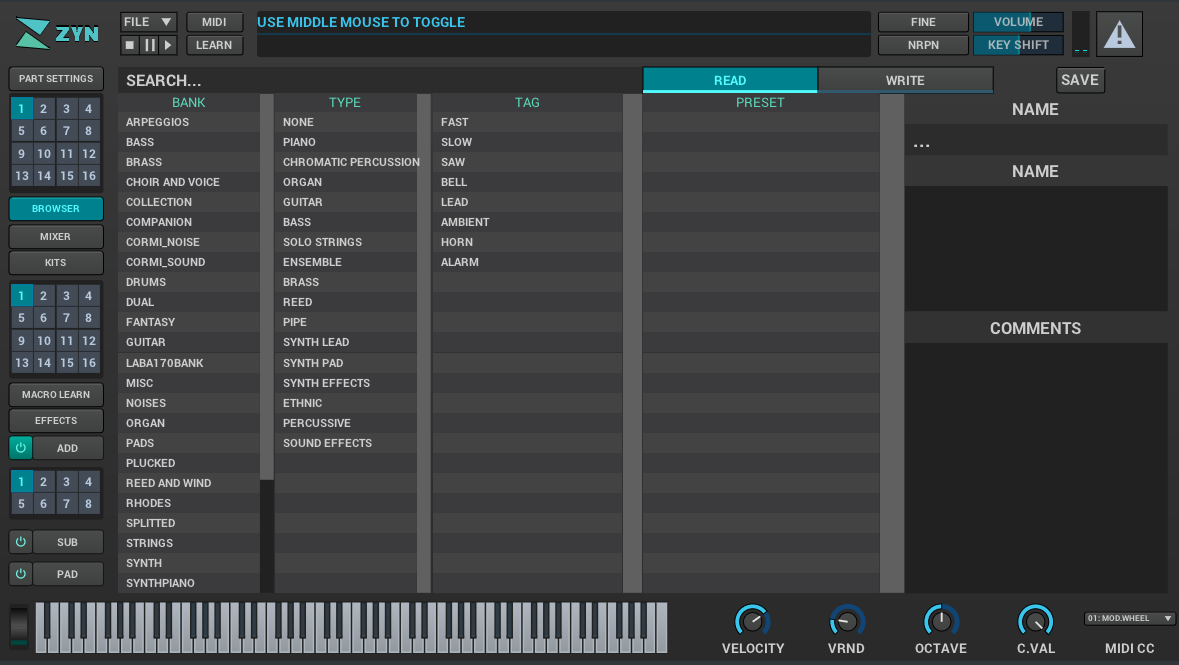 ZYN
FILE
MIDI
USE MIDDLE MOUSE TO TOGGLE
FINE
VOLUME
LEARN
NRPN
KEY SHIFT
PART SETTINGS
SEARCH...
READ
WRITE
SAVE
BANK
TYPE
TAG
PRESET
NAME
1 2 3 4
5 6 7 8
9 10 11 12
13 14 15 16
BROWSER
MIXER
KITS
1 2 3 4
5 6 7 8
9 10 11 12
13 14 15 16
MACRO LEARN
EFFECTS
ADD
1 2 3 4
5 6 7 8
SUB
PAD
ARPEGGIOS
BASS
BRASS
CHOIR AND VOICE
COLLECTION
COMPANION
CORMI_NOISE
CORMI_SOUND
DRUMS
DUAL
FANTASY
GUITAR
LABA170BANK
MISC
NOISES
ORGAN
PADS
PLUCKED
REED AND WIND
RHODES
SPLITTED
STRINGS
SYNTH
SYNTHPIANO
NONE
PIANO
CHROMATIC PERCUSSION
ORGAN
GUITAR
BASS
SOLO STRINGS
ENSEMBLE
BRASS
REED
PIPE
SYNTH LEAD
SYNTH PAD
SYNTH EFFECTS
ETHNIC
PERCUSSIVE
SOUND EFFECTS
FAST
SLOW
SAW
BELL
LEAD
AMBIENT
HORN
ALARM
...
NAME
COMMENTS
VELOCITY
VRND
OCTAVE
C.VAL
01: MOD.WHEEL
MIDI CC